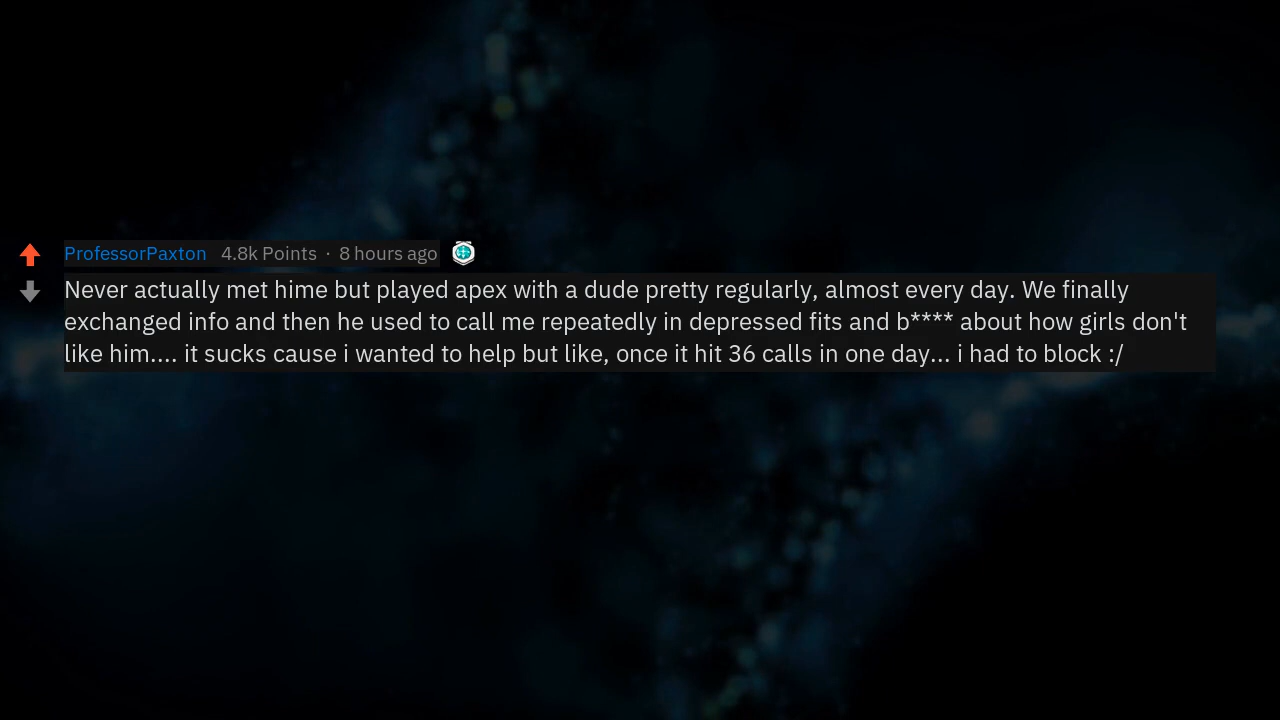 ProfessorPaxton 4.8k Points · 8 hours ago
Never actually met hime but played apex with a dude pretty regularly, almost every day. We finally
exchanged info and then he used to call me repeatedly in depressed fits and b**** about how girls don't
like him.... it sucks cause i wanted to help but like, once it hit 36 calls in one day... i had to block :/